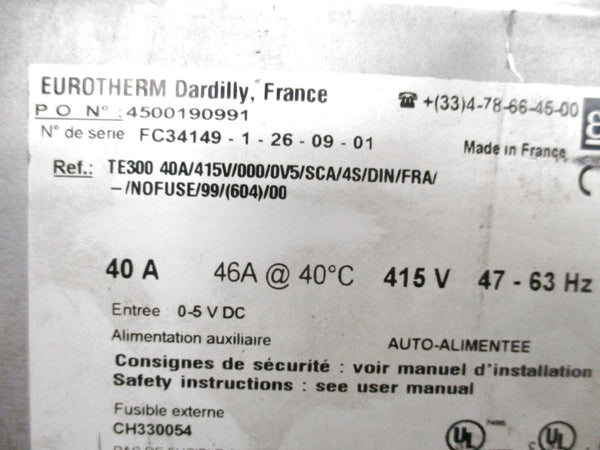 EUROTHERM Dardilly, France
☎ +(33)4-78-66-45-00
P O N° : 4500190991
N° de série FC34149 - 1 - 26 - 09 - 01
Made in France
Ref.: TE300 40A/415V/000/0V5/SCA/4S/DIN/FRA/
–/NOFUSE/99/(604)/00
40 A 46A @ 40°C 415 V 47 - 63 Hz
Entree : 0-5 V DC
Alimentation auxiliaire AUTO-ALIMENTEE
Consignes de sécurité : voir manuel d'installation
Safety instructions : see user manual
Fusible externe
CH330054
UL UL